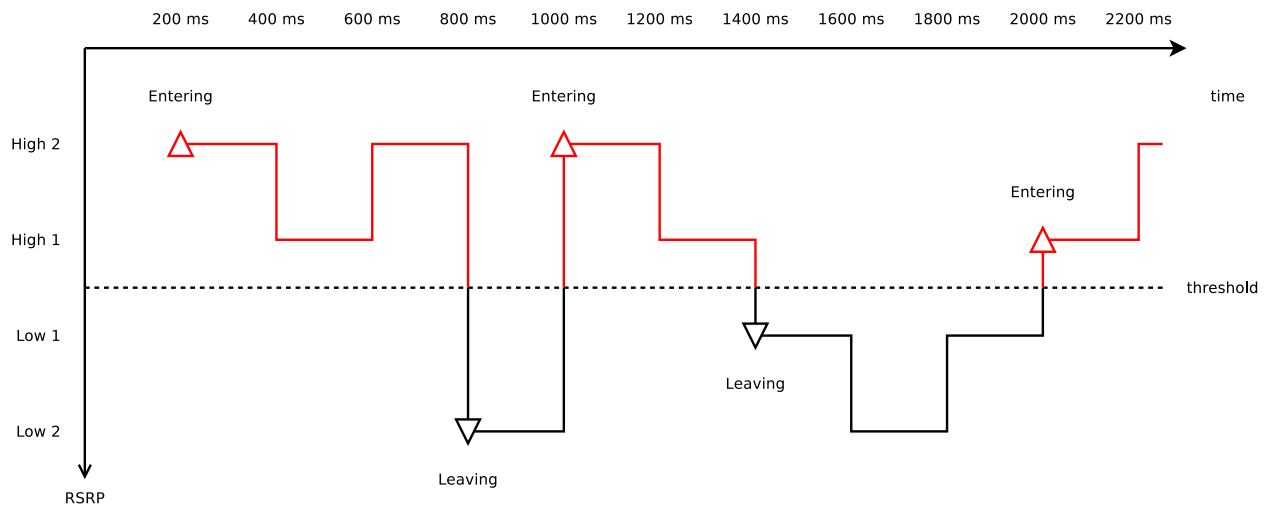 200 ms 400 ms 600 ms 800 ms 1000 ms 1200 ms 1400 ms 1600 ms 1800 ms 2000 ms 2200 ms
Entering Entering time
High 2
Entering
High 1
threshold
Low 1
Leaving
Low 2
Leaving
RSRP